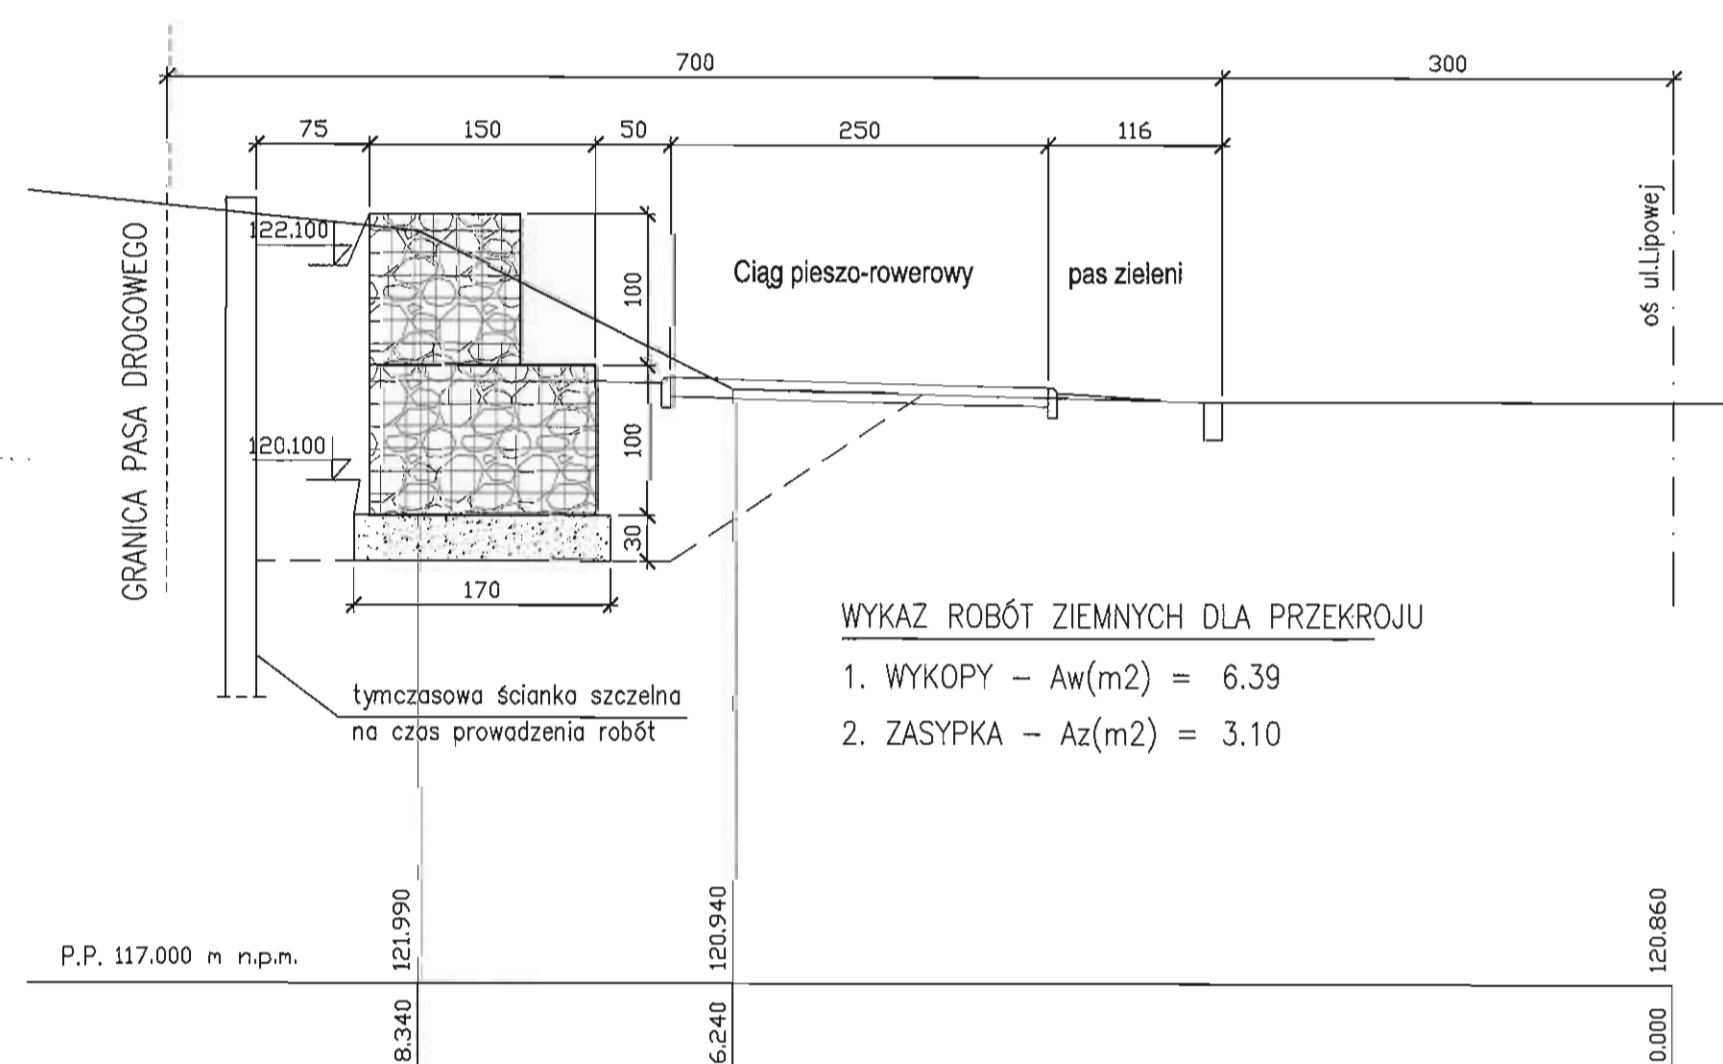 700
300
75
150
50
250
116
122.100
GRANICA PASA DROGOWEGO
100
Ciąg pieszo-rowerowy
pas zieleni
oś ul.Lipowej
120.100
100
30
170
WYKAZ ROBÓT ZIEMNYCH DLA PRZEKROJU
1. WYKOPY – Aw(m2) = 6.39
2. ZASYPKA – Az(m2) = 3.10
tymczasowa ścianka szczelna
na czas prowadzenia robót
P.P. 117.000 m n.p.m.
121.990
120.940
120.860
8.340
6.240
0.000